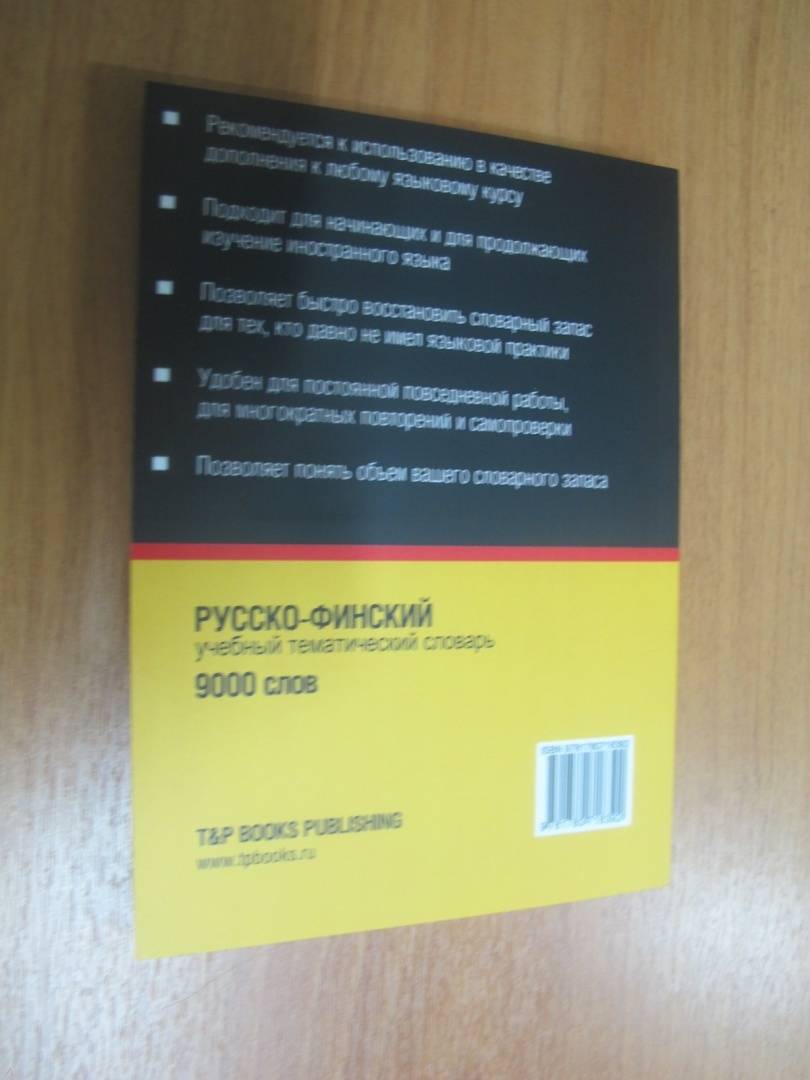 Рекомендуется к использованию в качестве
дополнения к любому языковому курсу
Подходит для начинающих и для продолжающих
изучение иностранного языка
Позволяет быстро восстановить словарный запас
для тех, кто давно не имел языковой практики
Удобен для постоянной повседневной работы,
для многократных повторений и самопроверки
Позволяет понять объем вашего словарного запаса
РУССКО-ФИНСКИЙ
учебный тематический словарь
9000 слов
ISBN
T&P BOOKS PUBLISHING
www.tpbooks.ru